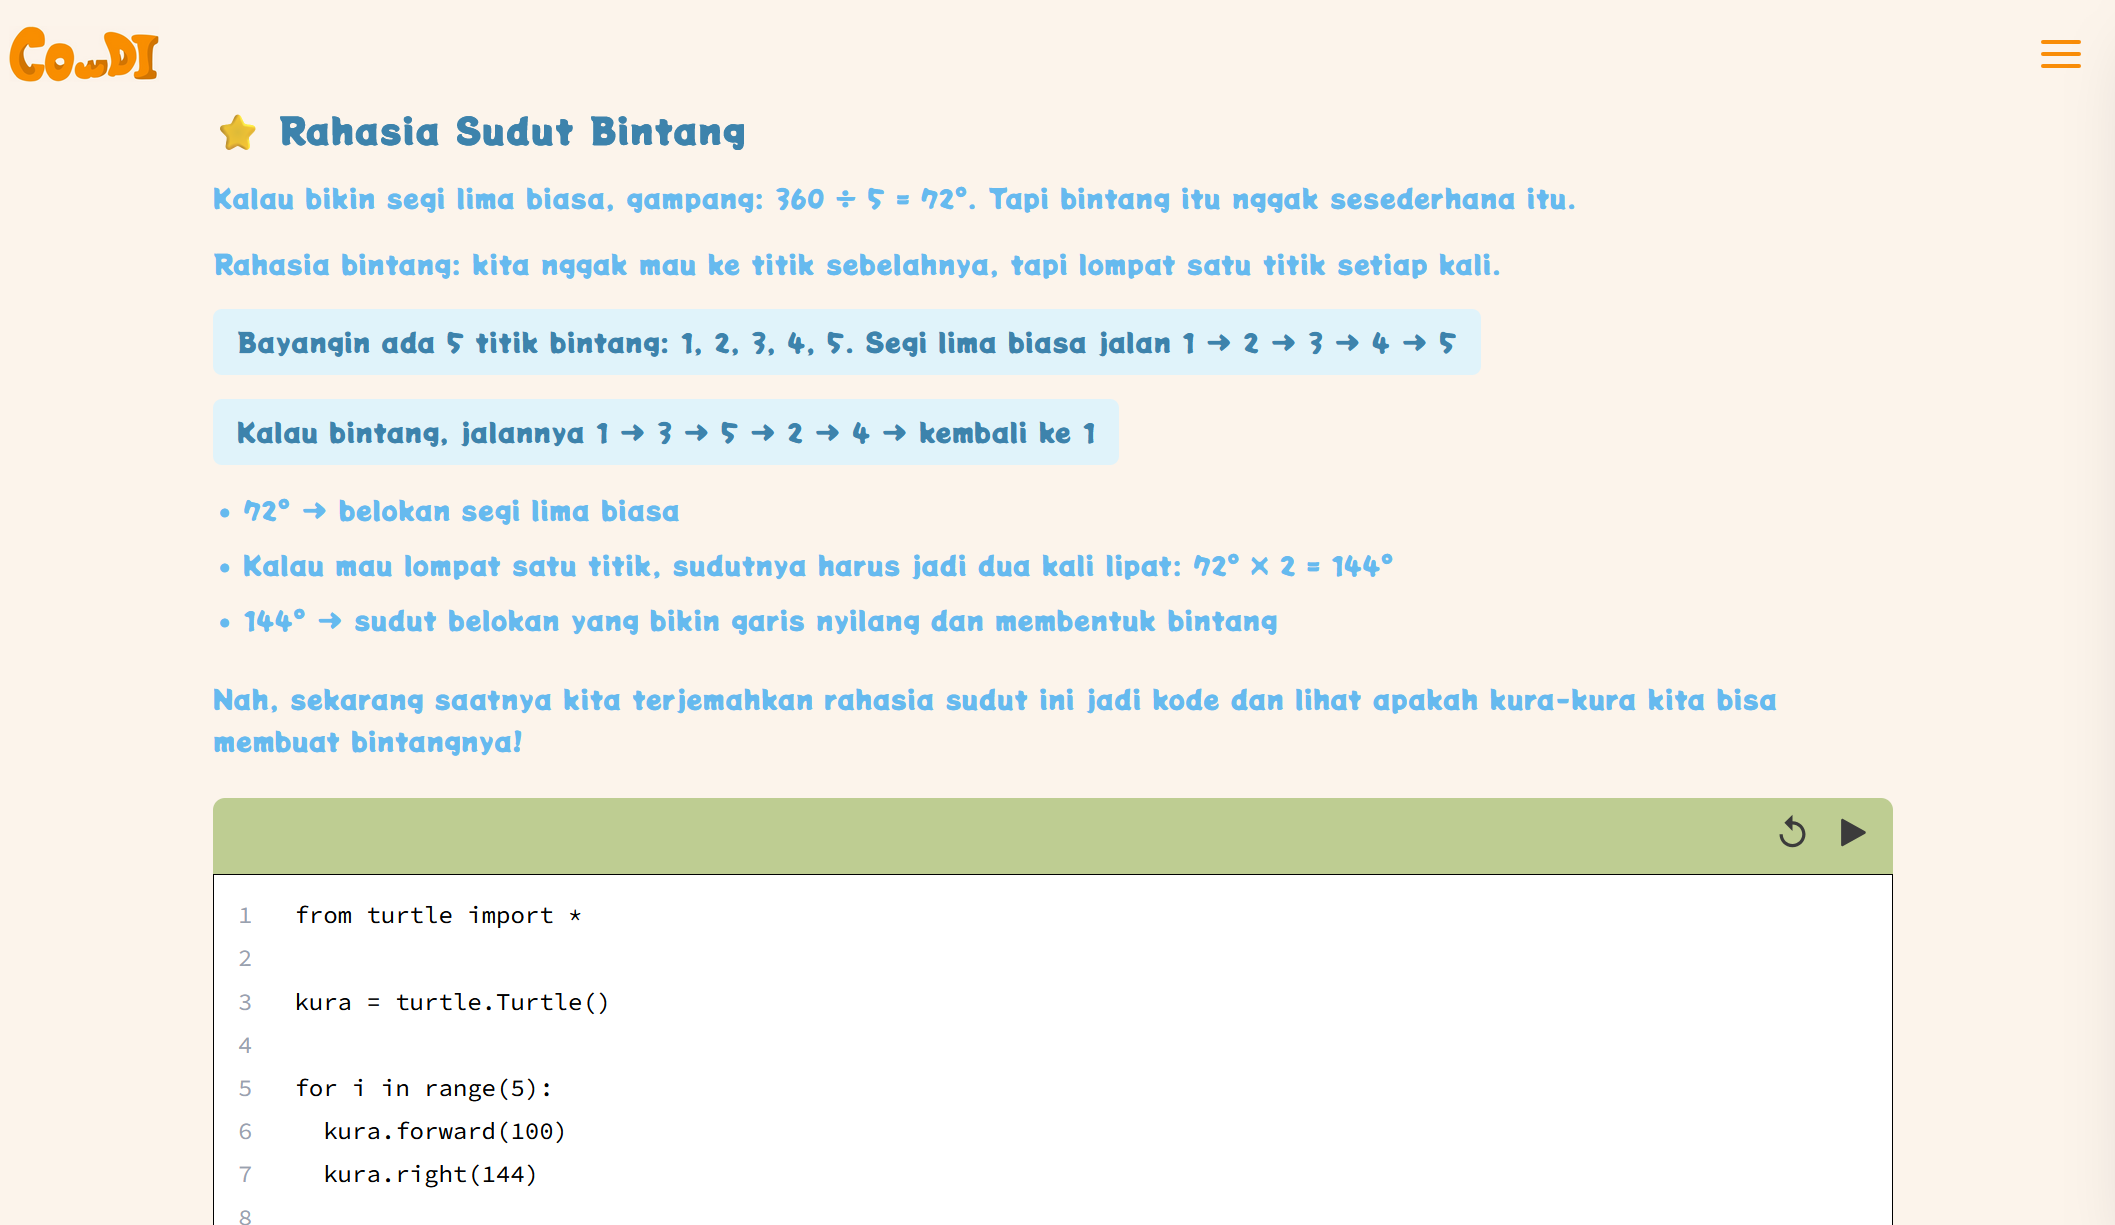 CowDI
⭐ Rahasia Sudut Bintang
Kalau bikin segi lima biasa, gampang: 360 ÷ 5 = 72°. Tapi bintang itu nggak sesederhana itu.
Rahasia bintang: kita nggak mau ke titik sebelahnya, tapi lompat satu titik setiap kali.
Bayangin ada 5 titik bintang: 1, 2, 3, 4, 5. Segi lima biasa jalan 1 → 2 → 3 → 4 → 5
Kalau bintang, jalannya 1 → 3 → 5 → 2 → 4 → kembali ke 1
• 72° → belokan segi lima biasa
• Kalau mau lompat satu titik, sudutnya harus jadi dua kali lipat: 72° × 2 = 144°
• 144° → sudut belokan yang bikin garis nyilang dan membentuk bintang
Nah, sekarang saatnya kita terjemahkan rahasia sudut ini jadi kode dan lihat apakah kura-kura kita bisa
membuat bintangnya!
1 from turtle import *
2
3 kura = turtle.Turtle()
4
5 for i in range(5):
6   kura.forward(100)
7   kura.right(144)
8